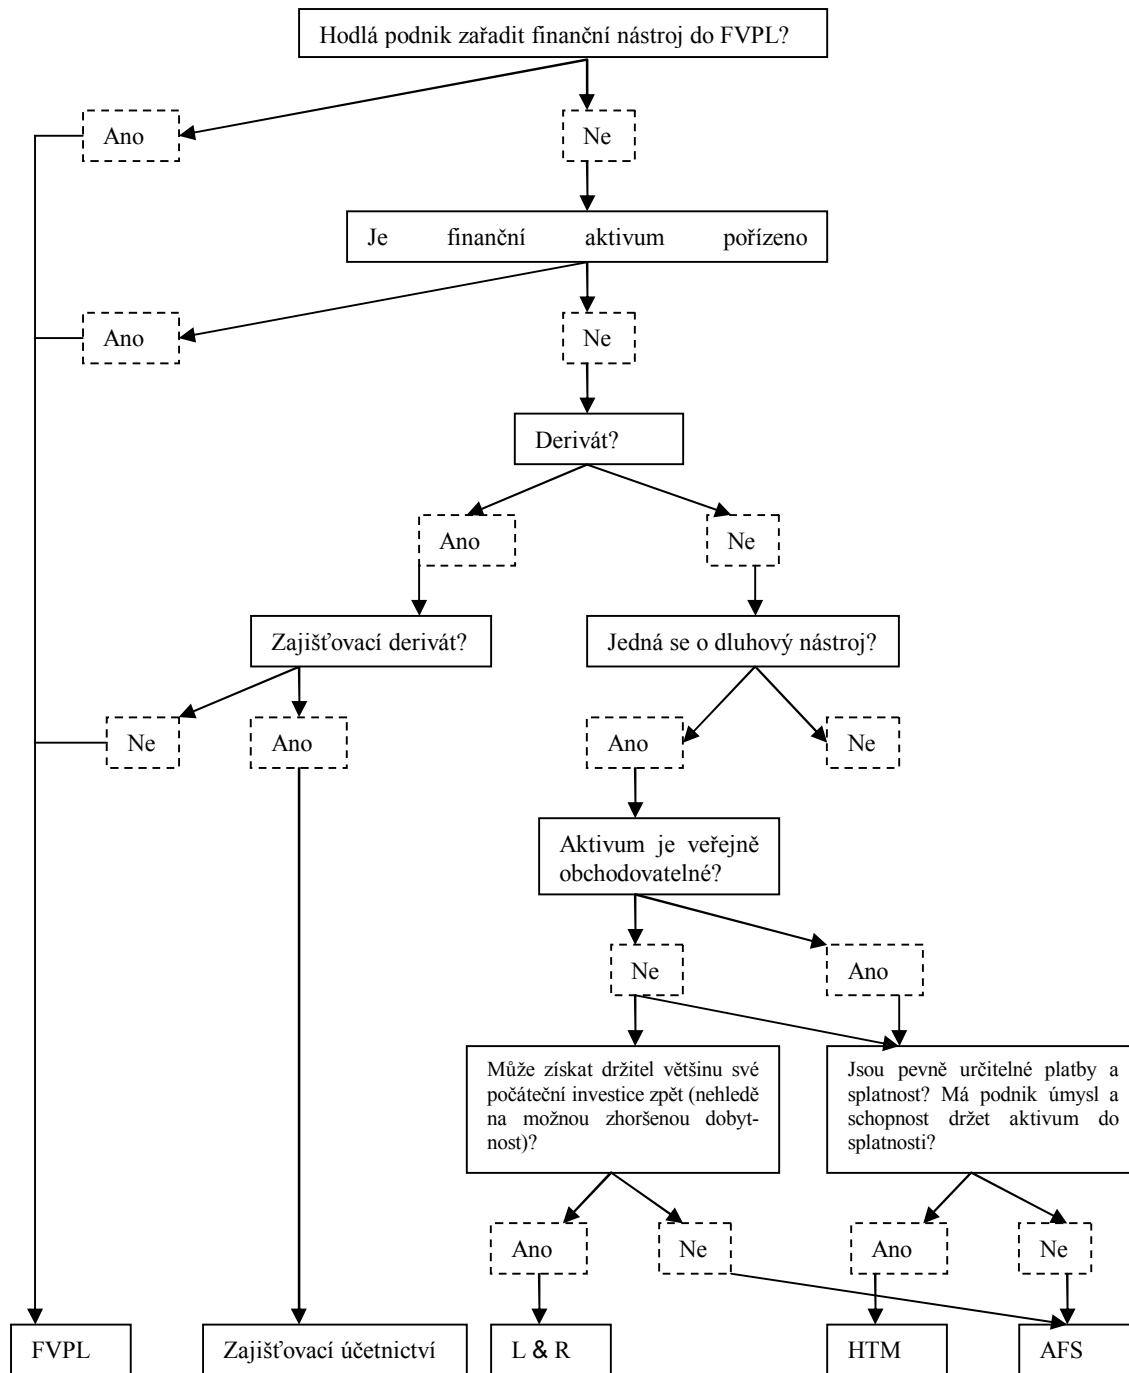 Hodlá podnik zařadit finanční nástroj do FVPL?
Ano
Ne
Je finanční aktivum pořízeno
Ano
Ne
Derivát?
Ano
Ne
Zajišťovací derivát?
Jedná se o dluhový nástroj?
Ne
Ano
Ano
Ne
Aktivum je veřejně
obchodovatelné?
Ne
Ano
Může získat držitel většinu své
počáteční investice zpět (nehledě
na možnou zhoršenou dobyt-
nost)?
Jsou pevně určitelné platby a
splatnost? Má podnik úmysl a
schopnost držet aktivum do
splatnosti?
Ano
Ne
Ano
Ne
FVPL
Zajišťovací účetnictví
L & R
HTM
AFS